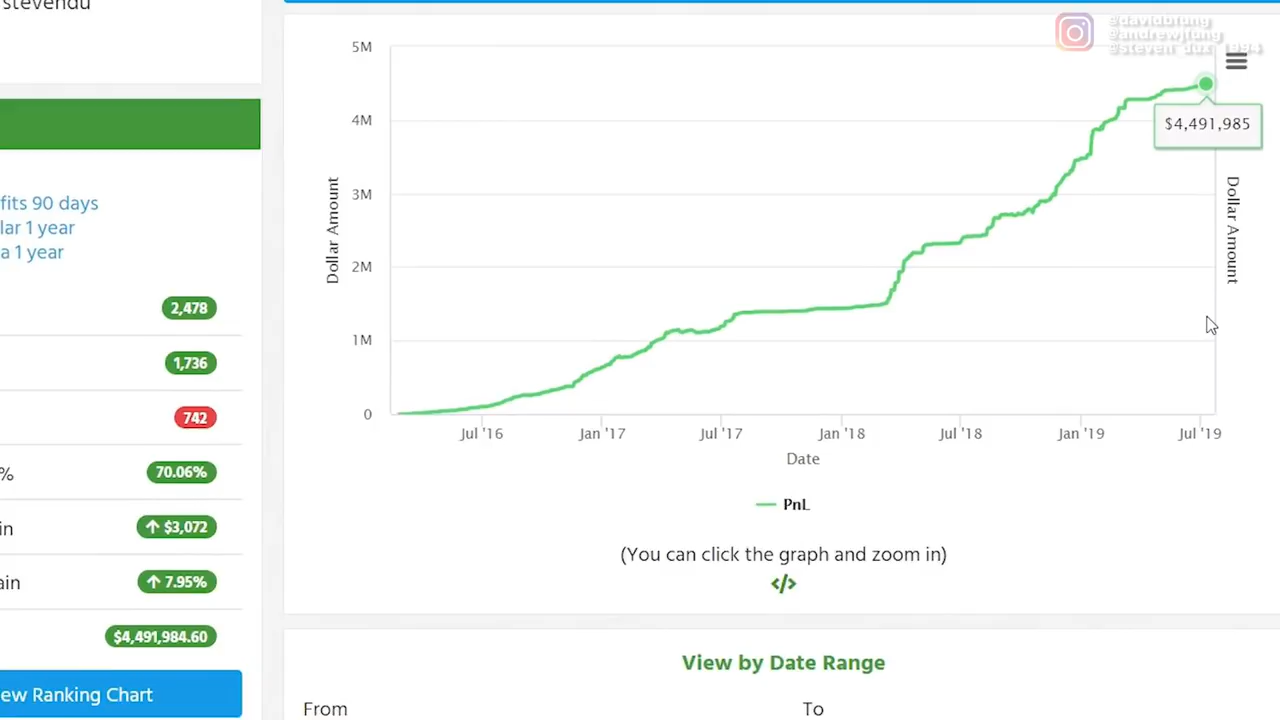 stevendu
@davidbfung
@andrewjfung
@steven_dux_1994
fits 90 days
lar 1 year
a 1 year
2,478
1,736
742
% 70.06%
in $3,072
ain 7.95%
$4,491,984.60
ew Ranking Chart
5M
4M
3M
2M
1M
0
Dollar Amount
Dollar Amount
$4,491,985
Jul '16 Jan '17 Jul '17 Jan '18 Jul '18 Jan '19 Jul '19
Date
PnL
(You can click the graph and zoom in)
</>
View by Date Range
From To